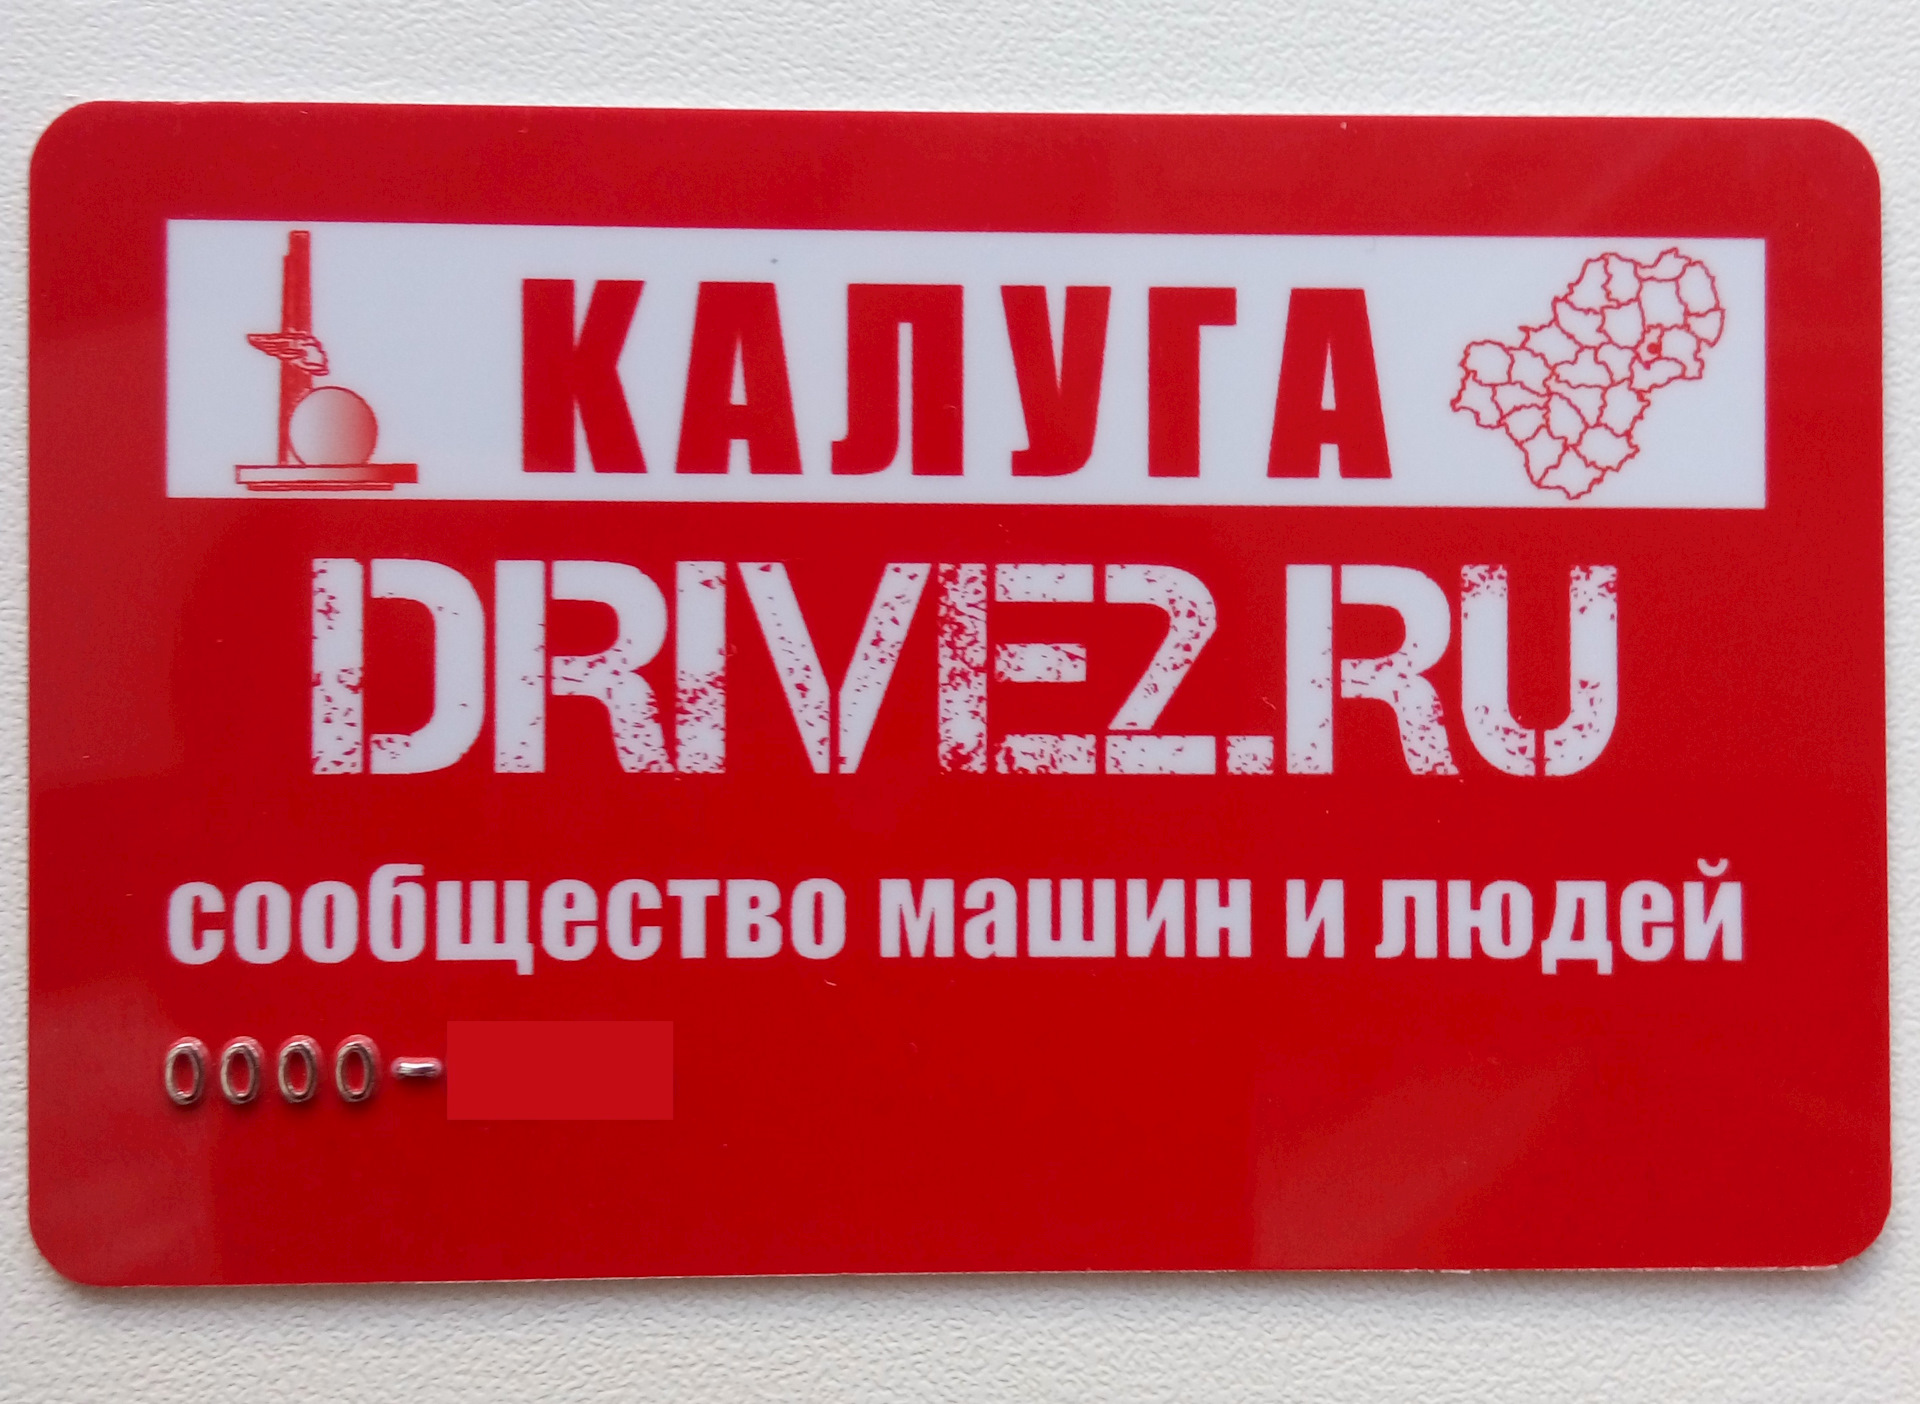 КАЛУГА
DRIVE2.RU
сообщество машин и людей
0000-